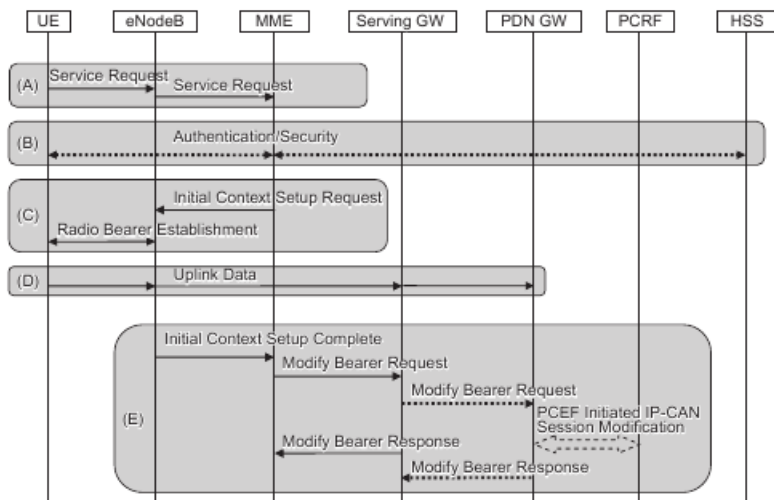 UE eNodeB MME Serving GW PDN GW PCRF HSS
(A) Service Request
Service Request
(B) Authentication/Security
(C) Initial Context Setup Request
Radio Bearer Establishment
(D) Uplink Data
Initial Context Setup Complete
Modify Bearer Request
Modify Bearer Request
(E) PCEF Initiated IP-CAN
Session Modification
Modify Bearer Response
Modify Bearer Response